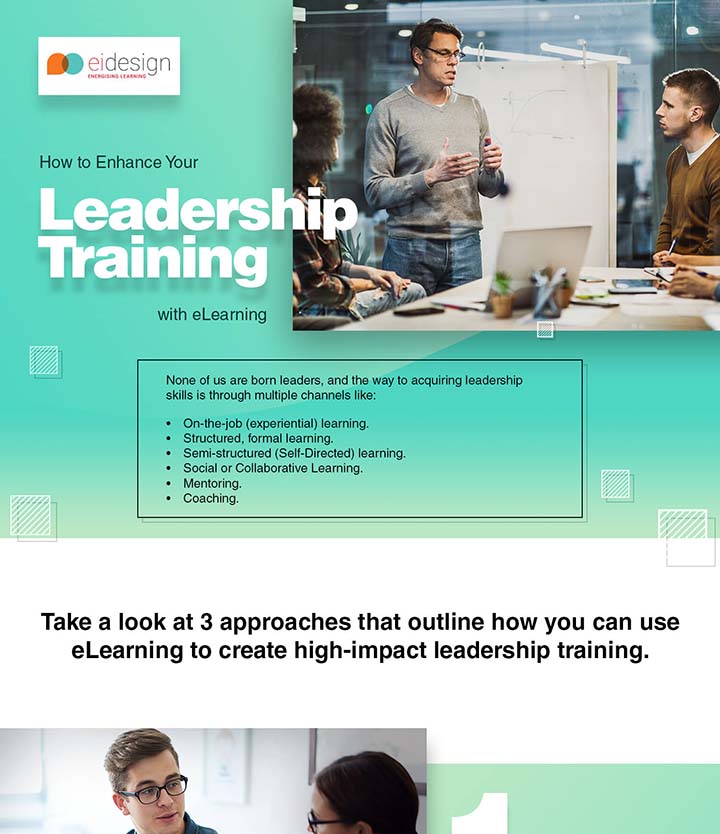 eidesign
ENERGISING LEARNING
How to Enhance Your
Leadership
Training
with eLearning
None of us are born leaders, and the way to acquiring leadership
skills is through multiple channels like:
• On-the-job (experiential) learning.
• Structured, formal learning.
• Semi-structured (Self-Directed) learning.
• Social or Collaborative Learning.
• Mentoring.
• Coaching.
Take a look at 3 approaches that outline how you can use
eLearning to create high-impact leadership training.
1